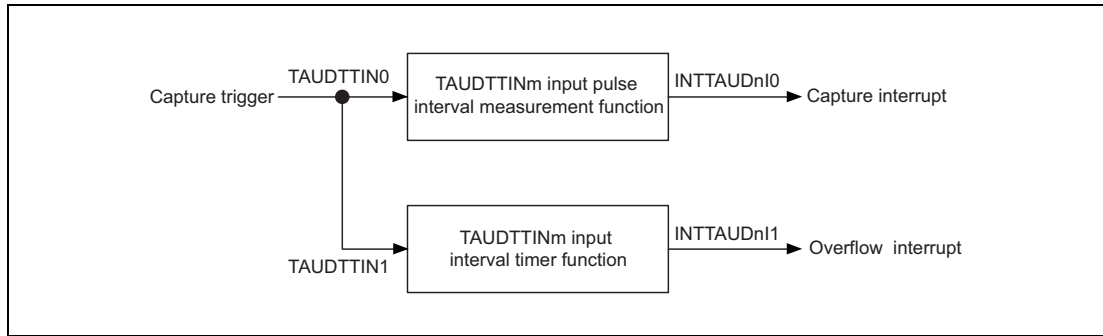 TAUDTTIN0
Capture trigger
TAUDTTINm input pulse
interval measurement function
INTTAUDnI0
Capture interrupt
TAUDTTIN1
TAUDTTINm input
interval timer function
INTTAUDnI1
Overflow interrupt